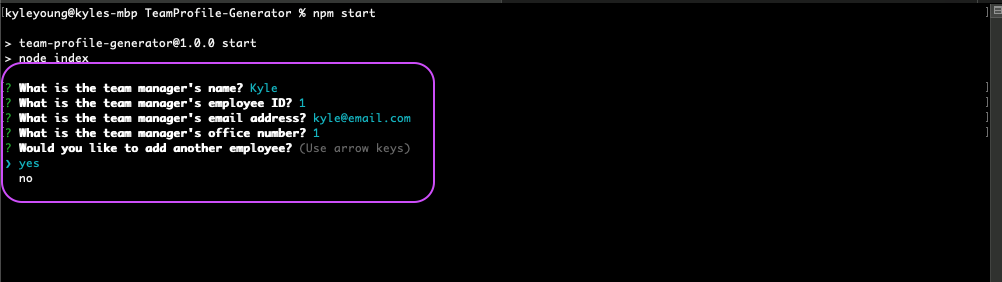 [kyleyoung@kyles-mbp TeamProfile-Generator % npm start ]
> team-profile-generator@1.0.0 start
> node index
[? What is the team manager's name? Kyle ]
[? What is the team manager's employee ID? 1 ]
[? What is the team manager's email address? kyle@email.com ]
[? What is the team manager's office number? 1 ]
? Would you like to add another employee? (Use arrow keys)
❯ yes
no